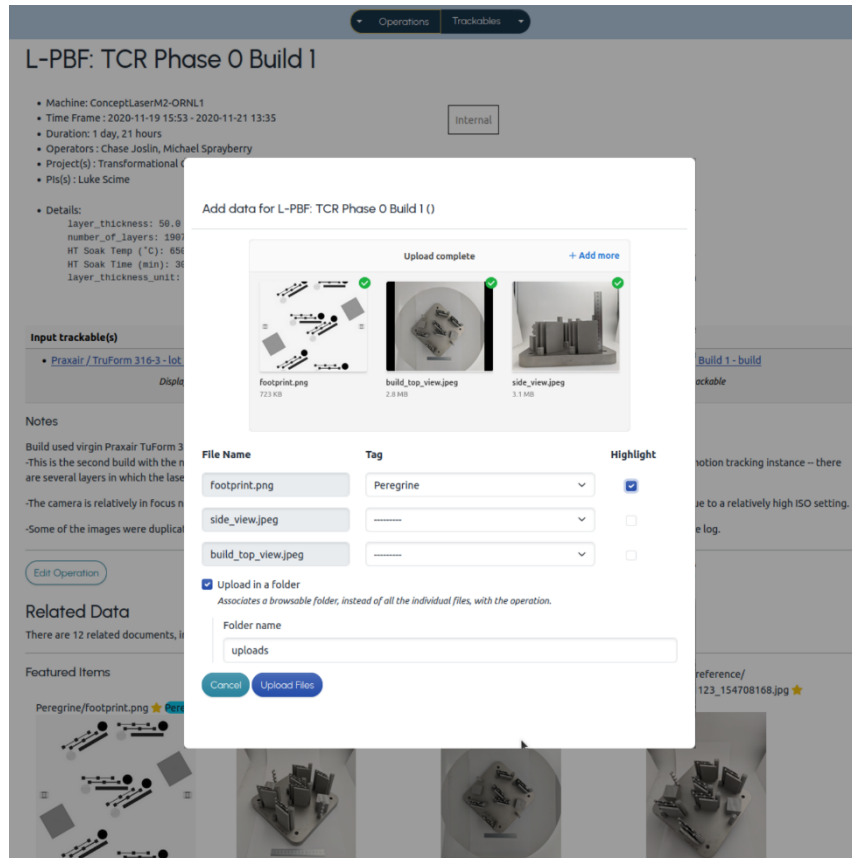 Operations Trackables
L-PBF: TCR Phase 0 Build 1
• Machine: ConceptLaserM2-ORNL1
• Time Frame : 2020-11-19 15:53 - 2020-11-21 13:35
• Duration: 1 day, 21 hours
• Operators : Chase Joslin, Michael Sprayberry
• Project(s) : Transformational
• PIs(s) : Luke Scime
Internal
• Details:
layer_thickness: 50.0
number_of_layers: 1907
HT Soak Temp (°C): 650
HT Soak Time (min): 30
layer_thickness_unit:
Input trackable(s)
• Praxair / TruForm 316-3 - lot
Build 1 - build
Notes
Build used virgin Praxair TuForm 3
-This is the second build with the
motion tracking instance -- there
are several layers in which the
-The camera is relatively in focus
to a relatively high ISO setting.
-Some of the images were
log.
Edit Operation
Related Data
There are 12 related documents,
Featured Items
Peregrine/footprint.png
reference/
123_154708168.jpg
Add data for L-PBF: TCR Phase 0 Build 1 ()
Upload complete
+ Add more
footprint.png build_top_view.jpeg side_view.jpeg
723 KB 2.8 MB 3.1 MB
File Name Tag Highlight
footprint.png Peregrine
side_view.jpeg ---------
build_top_view.jpeg ---------
Upload in a folder
Associates a browsable folder, instead of all the individual files, with the operation.
Folder name
uploads
Cancel Upload Files